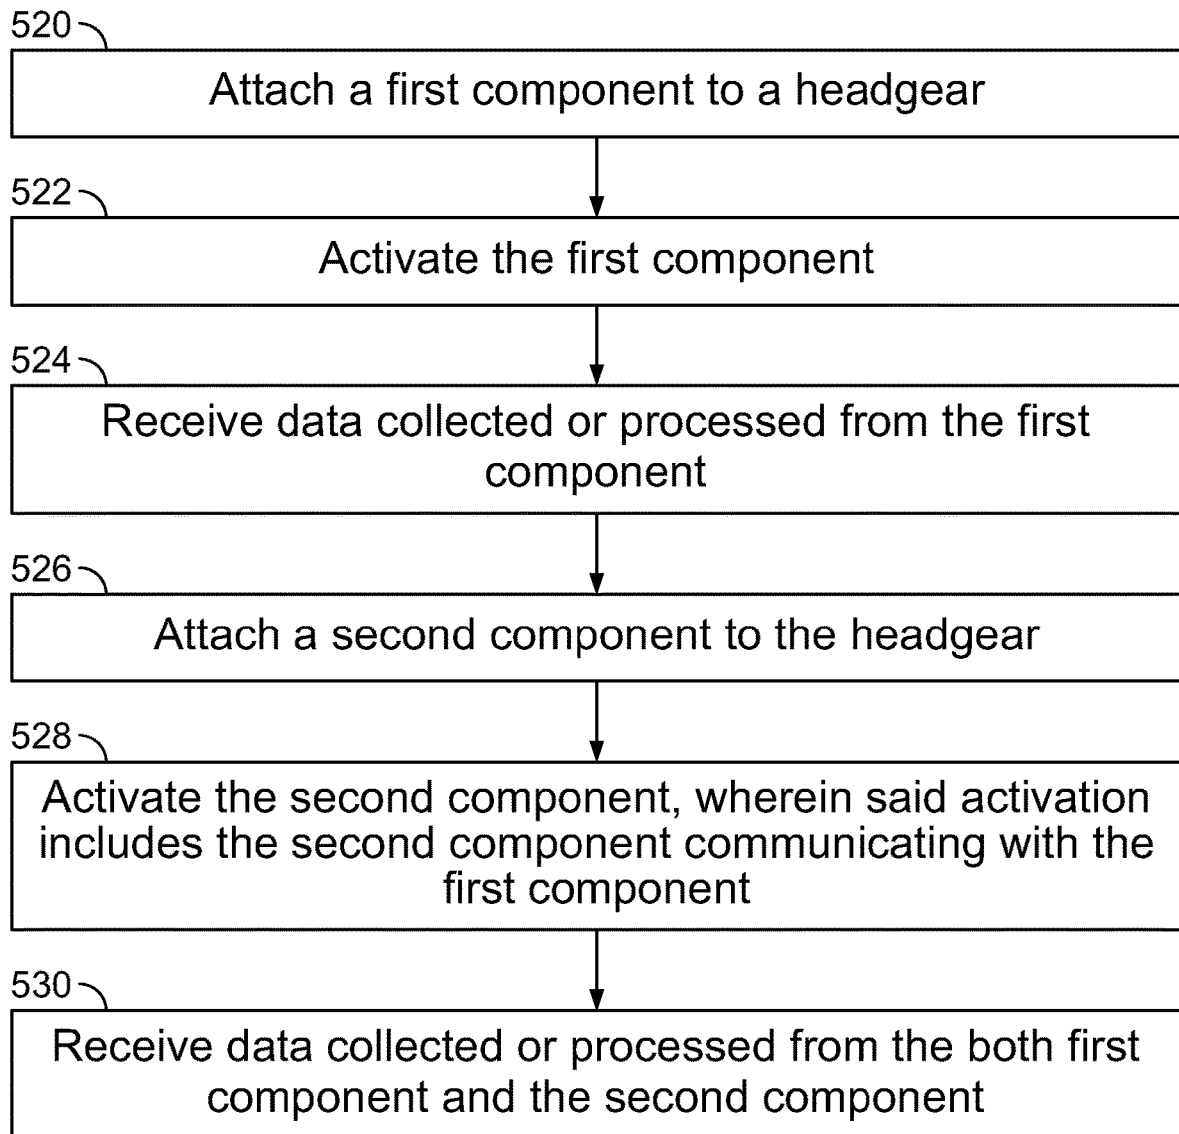 520
Attach a first component to a headgear
522
Activate the first component
524
Receive data collected or processed from the first
component
526
Attach a second component to the headgear
528
Activate the second component, wherein said activation
includes the second component communicating with the
first component
530
Receive data collected or processed from the both first
component and the second component